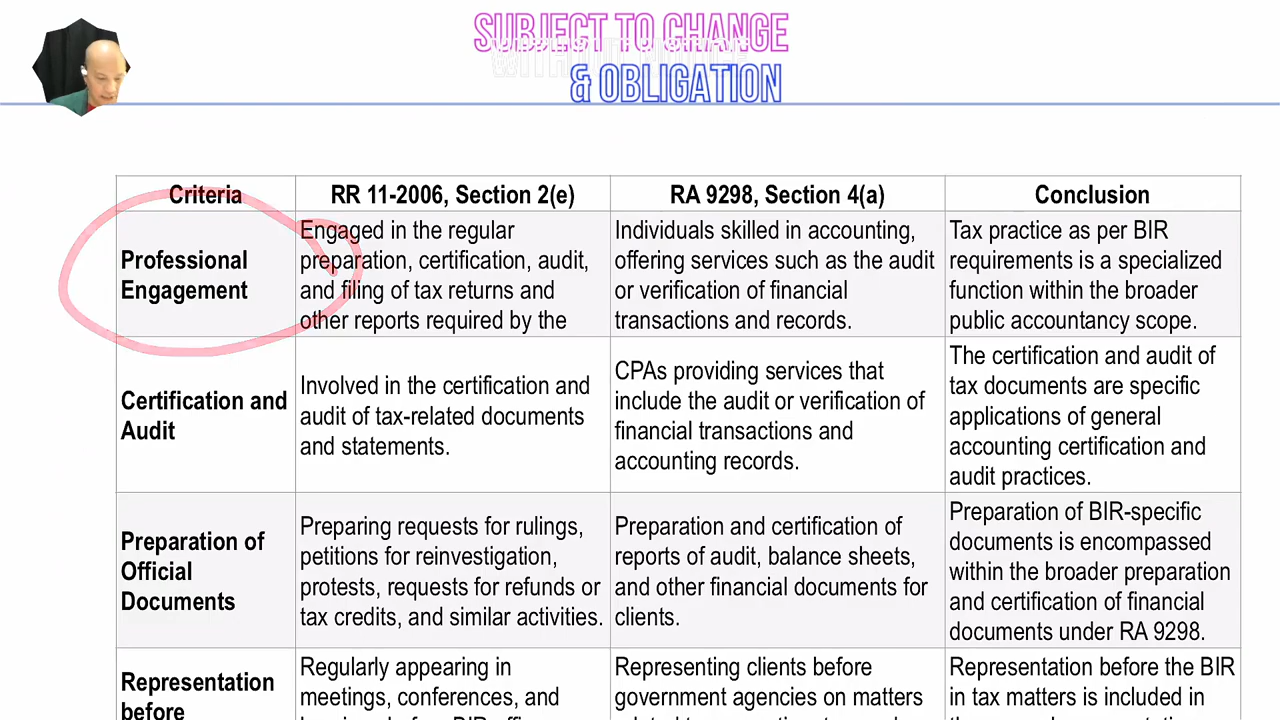 SUBJECT TO CHANGE
WITHOUT NOTICE
& OBLIGATION
Criteria
RR 11-2006, Section 2(e)
RA 9298, Section 4(a)
Conclusion
Professional
Engagement
Engaged in the regular
preparation, certification, audit,
and filing of tax returns and
other reports required by the
Individuals skilled in accounting,
offering services such as the audit
or verification of financial
transactions and records.
Tax practice as per BIR
requirements is a specialized
function within the broader
public accountancy scope.
Certification and
Audit
Involved in the certification and
audit of tax-related documents
and statements.
CPAs providing services that
include the audit or verification of
financial transactions and
accounting records.
The certification and audit of
tax documents are specific
applications of general
accounting certification and
audit practices.
Preparation of
Official
Documents
Preparing requests for rulings,
petitions for reinvestigation,
protests, requests for refunds or
tax credits, and similar activities.
Preparation and certification of
reports of audit, balance sheets,
and other financial documents for
clients.
Preparation of BIR-specific
documents is encompassed
within the broader preparation
and certification of financial
documents under RA 9298.
Representation
before
Regularly appearing in
meetings, conferences, and
Representing clients before
government agencies on matters
Representation before the BIR
in tax matters is included in